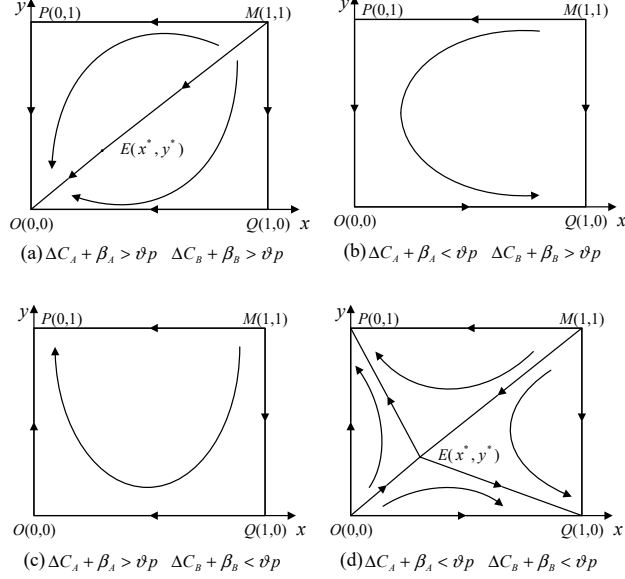 y P(0,1) M(1,1)
E(x*, y*)
O(0,0) Q(1,0) x
(a) ΔC_A + β_A > ϑp ΔC_B + β_B > ϑp
y P(0,1) M(1,1)
O(0,0) Q(1,0) x
(b) ΔC_A + β_A < ϑp ΔC_B + β_B > ϑp
y P(0,1) M(1,1)
O(0,0) Q(1,0) x
(c) ΔC_A + β_A > ϑp ΔC_B + β_B < ϑp
y P(0,1) M(1,1)
E(x*, y*)
O(0,0) Q(1,0) x
(d) ΔC_A + β_A < ϑp ΔC_B + β_B < ϑp